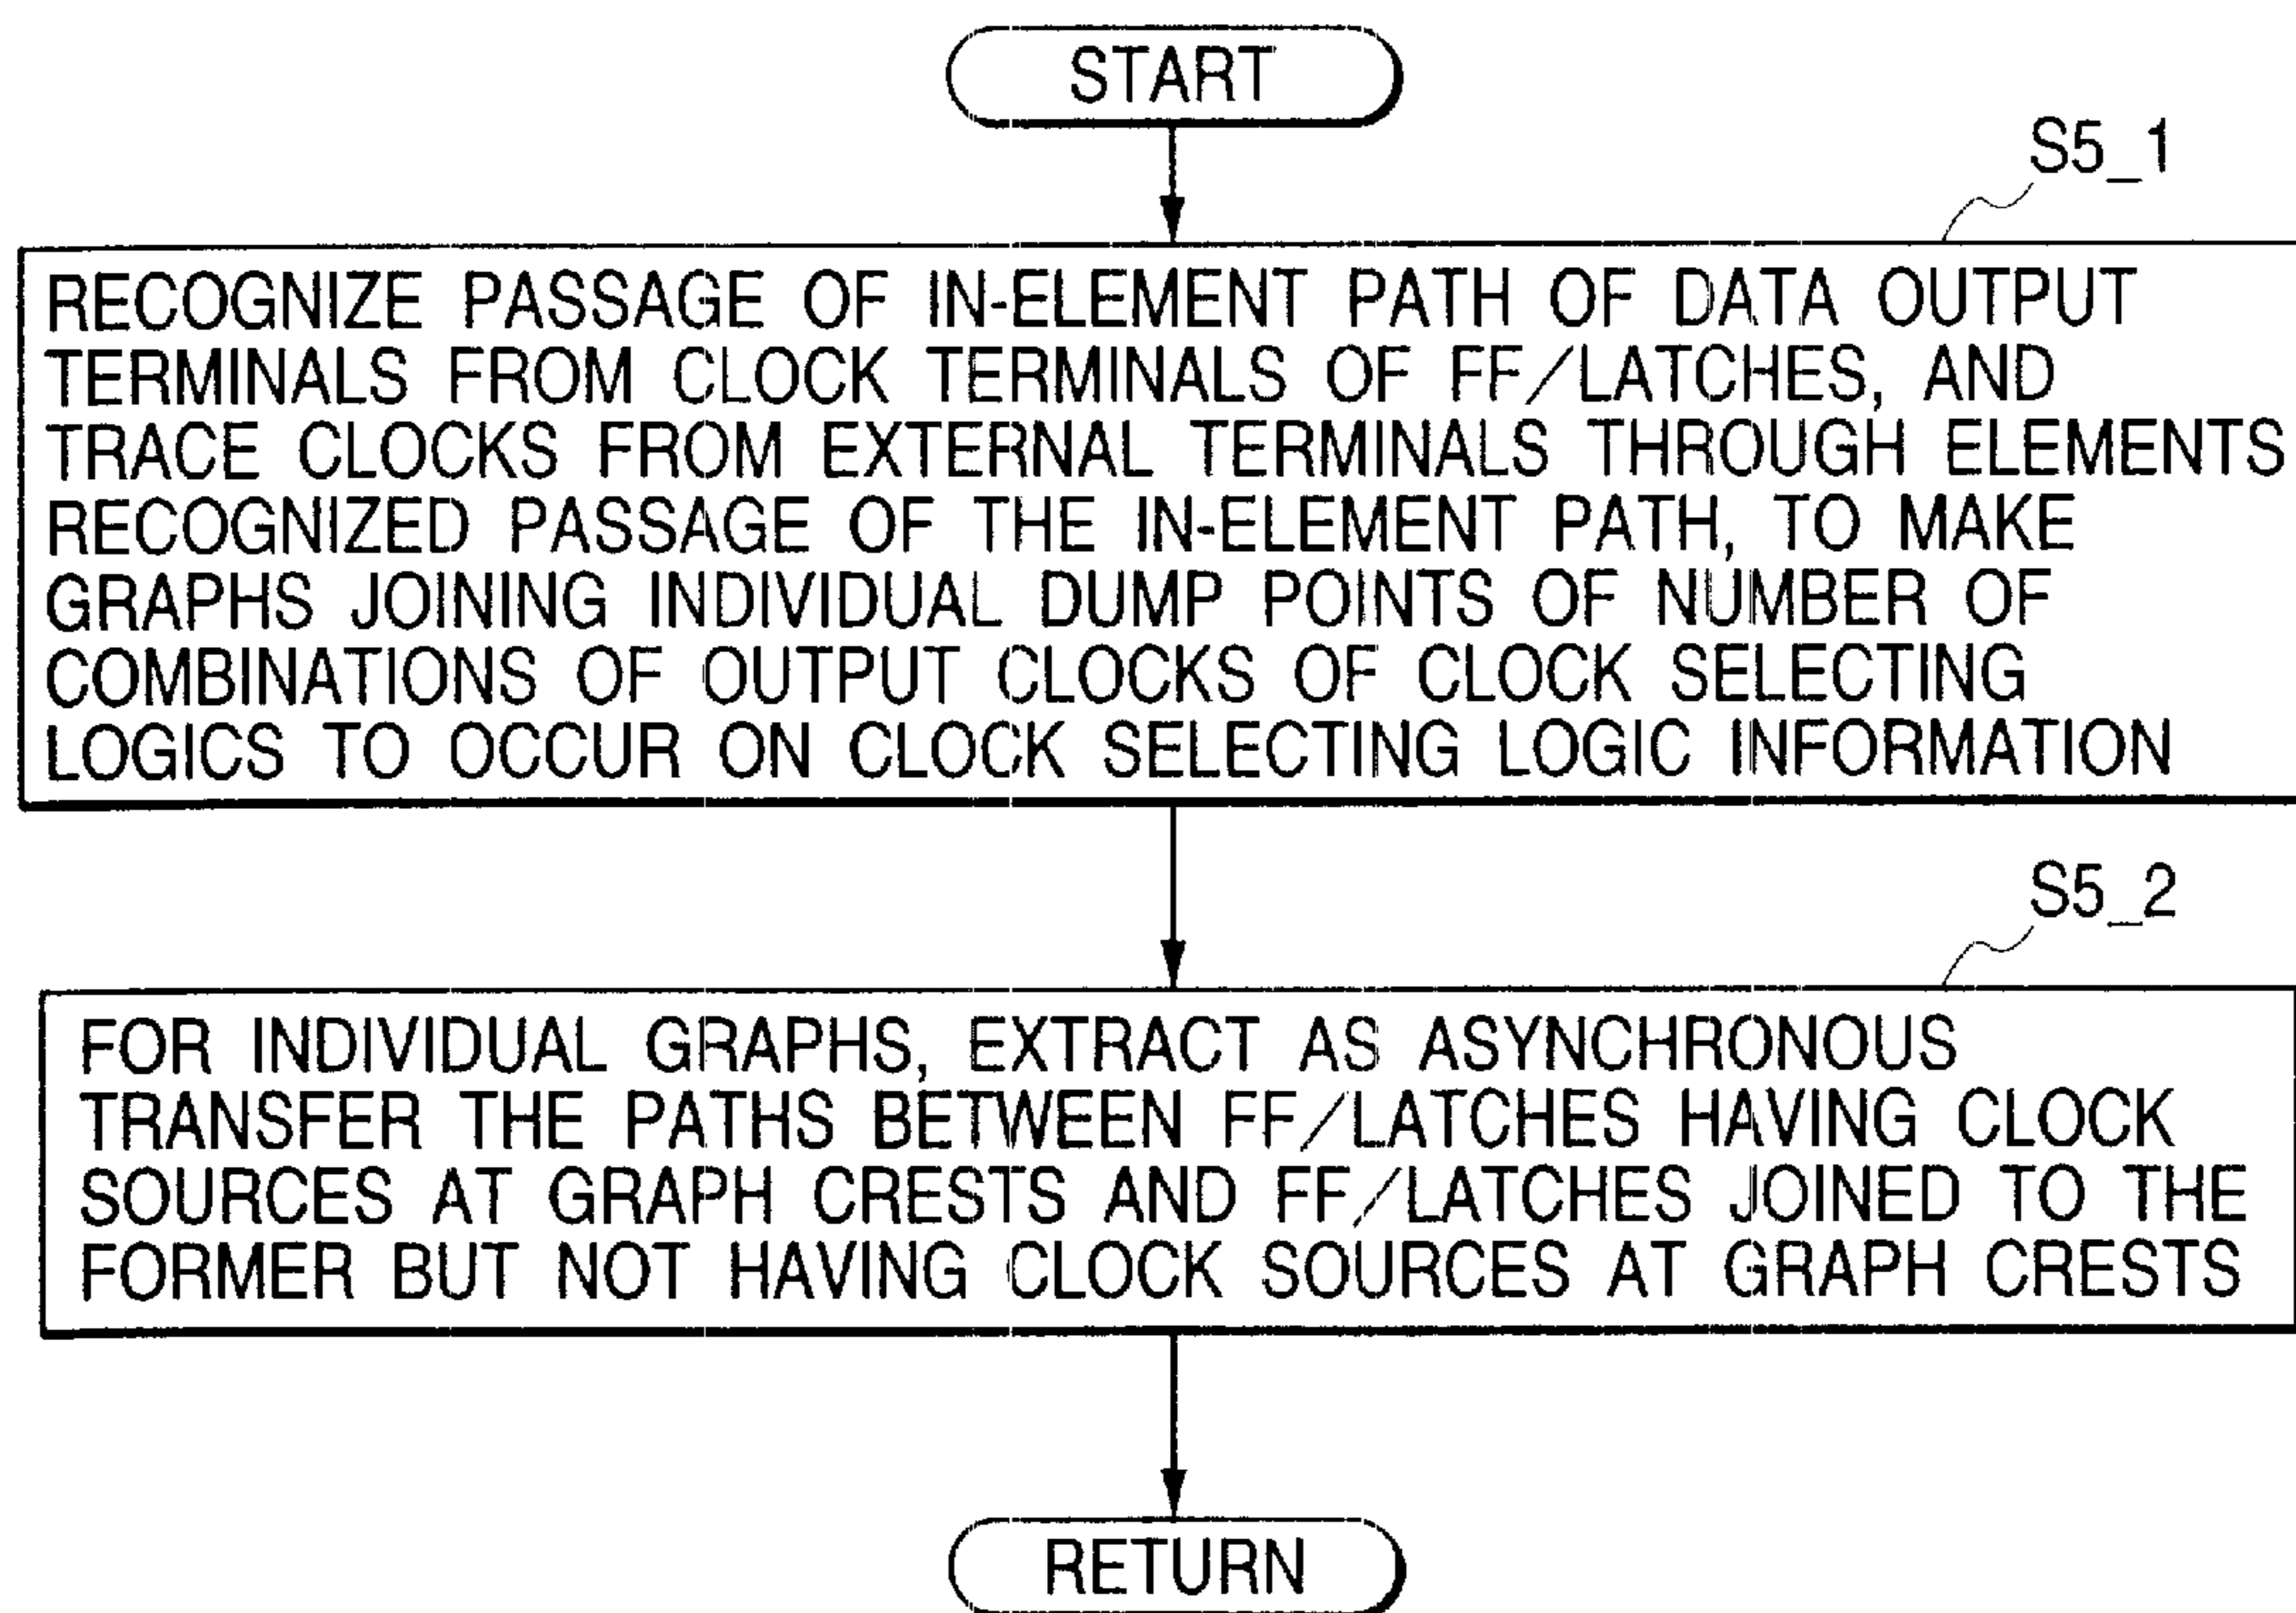 START
S5_1
RECOGNIZE PASSAGE OF IN-ELEMENT PATH OF DATA OUTPUT
TERMINALS FROM CLOCK TERMINALS OF FF/LATCHES, AND
TRACE CLOCKS FROM EXTERNAL TERMINALS THROUGH ELEMENTS
RECOGNIZED PASSAGE OF THE IN-ELEMENT PATH, TO MAKE
GRAPHS JOINING INDIVIDUAL DUMP POINTS OF NUMBER OF
COMBINATIONS OF OUTPUT CLOCKS OF CLOCK SELECTING
LOGICS TO OCCUR ON CLOCK SELECTING LOGIC INFORMATION
S5_2
FOR INDIVIDUAL GRAPHS, EXTRACT AS ASYNCHRONOUS
TRANSFER THE PATHS BETWEEN FF/LATCHES HAVING CLOCK
SOURCES AT GRAPH CRESTS AND FF/LATCHES JOINED TO THE
FORMER BUT NOT HAVING CLOCK SOURCES AT GRAPH CRESTS
RETURN